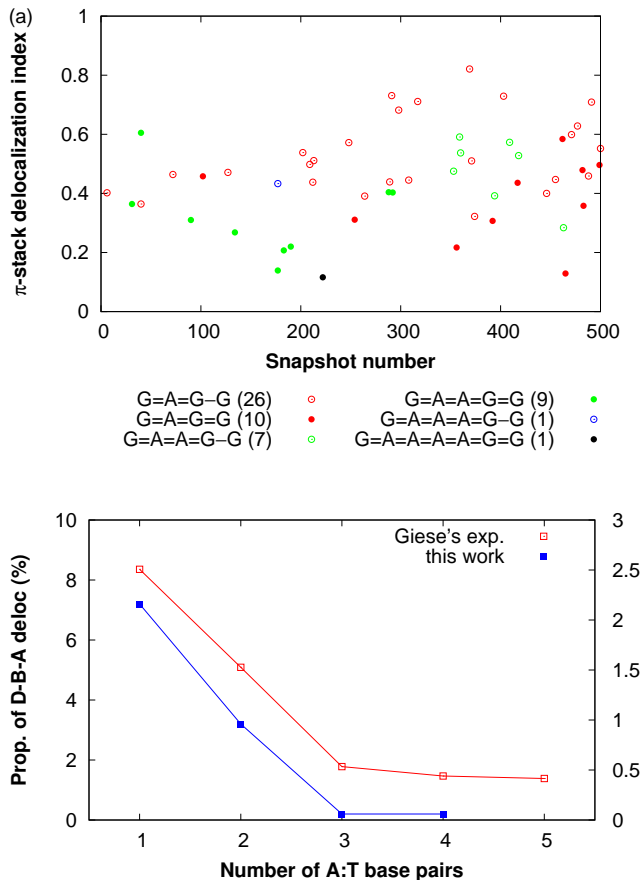 (a)
π-stack delocalization index
1
0.8
0.6
0.4
0.2
0
0 100 200 300 400 500
Snapshot number
G=A=G−G (26)
G=A=G=G (10)
G=A=A=G−G (7)
G=A=A=G=G (9)
G=A=A=A=G−G (1)
G=A=A=A=A=G=G (1)
Prop. of D-B-A deloc (%)
10
8
6
4
2
0
Giese's exp.
this work
3
2.5
2
1.5
1
0.5
0
1 2 3 4 5
Number of A:T base pairs